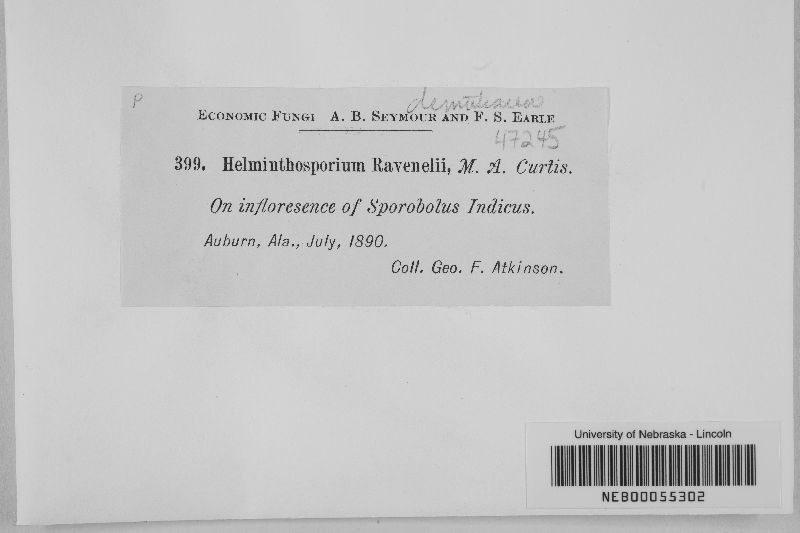 P
Economic Fungi A. B. Seymour and F. S. Earle
47245
399. Helminthosporium Ravenelii, M. A. Curtis.
On infloresence of Sporobolus Indicus.
Auburn, Ala., July, 1890.
Coll. Geo. F. Atkinson.
University of Nebraska - Lincoln
NEB00055302